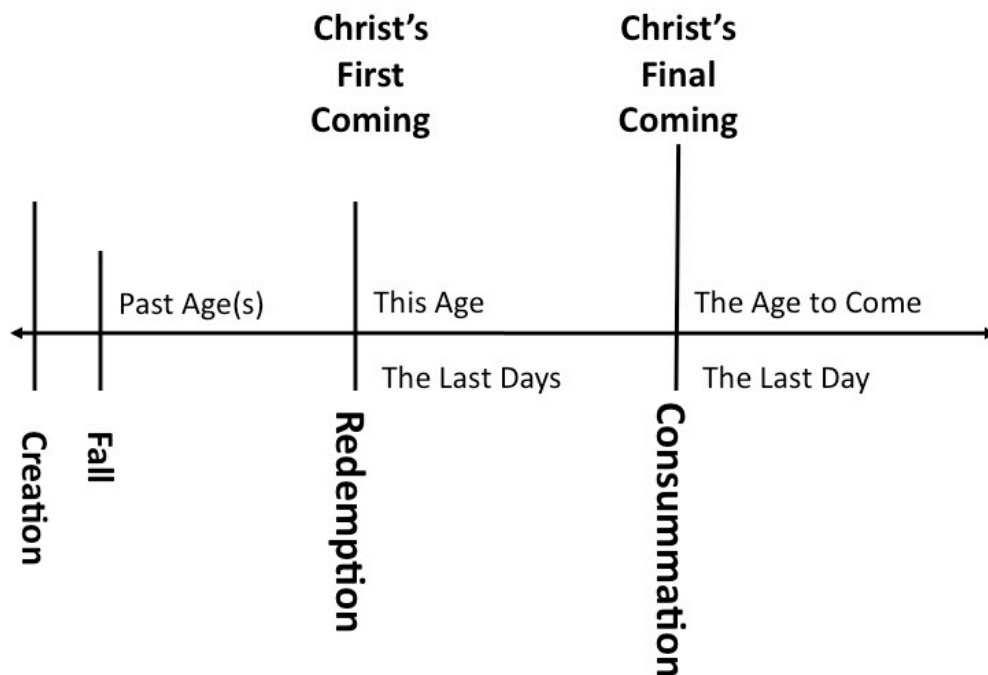 Christ’s
First
Coming
Christ’s
Final
Coming
Past Age(s)
This Age
The Age to Come
The Last Days
The Last Day
Creation
Fall
Redemption
Consummation